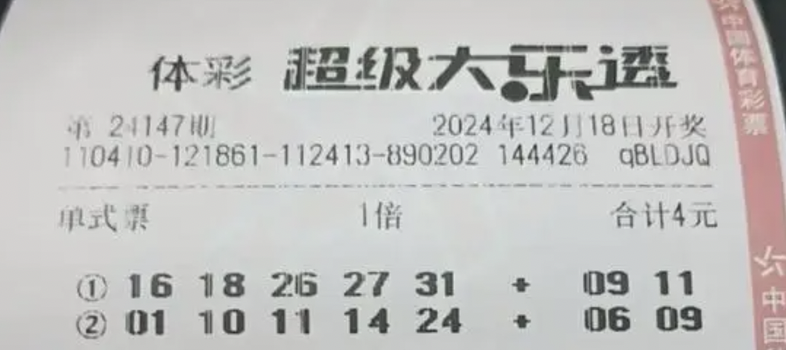 体彩 超级大乐透
第 24147期 2024年12月18日开奖
110410-121861-112413-890202 144426 qBLDJQ
单式票 1倍 合计4元
① 16 18 26 27 31 + 09 11
② 01 10 11 14 24 + 06 09
中国体育彩票
中国